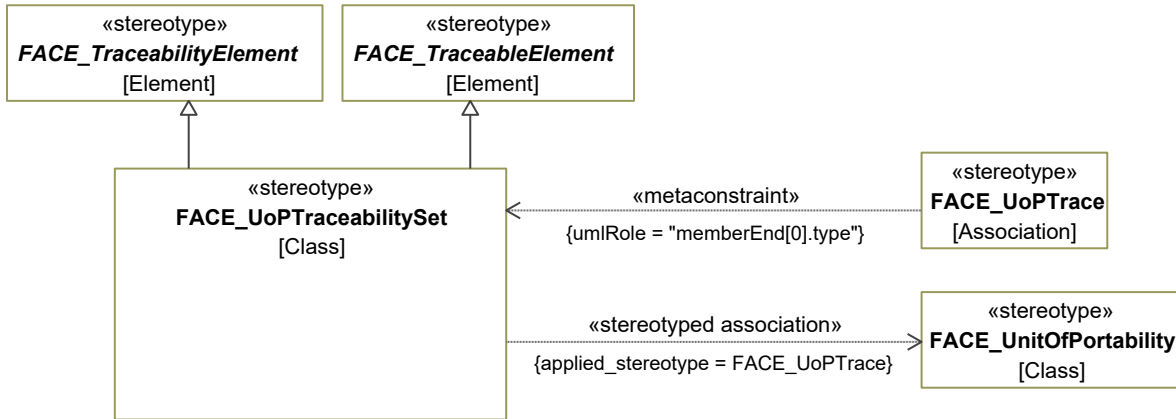 «stereotype»
FACE_TraceabilityElement
[Element]
«stereotype»
FACE_TraceableElement
[Element]
«stereotype»
FACE_UoPTraceabilitySet
[Class]
«metaconstraint»
{umlRole = "memberEnd[0].type"}
«stereotype»
FACE_UoPTrace
[Association]
«stereotyped association»
{applied_stereotype = FACE_UoPTrace}
«stereotype»
FACE_UnitOfPortability
[Class]